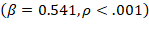 (β = 0.541, ρ < .001)